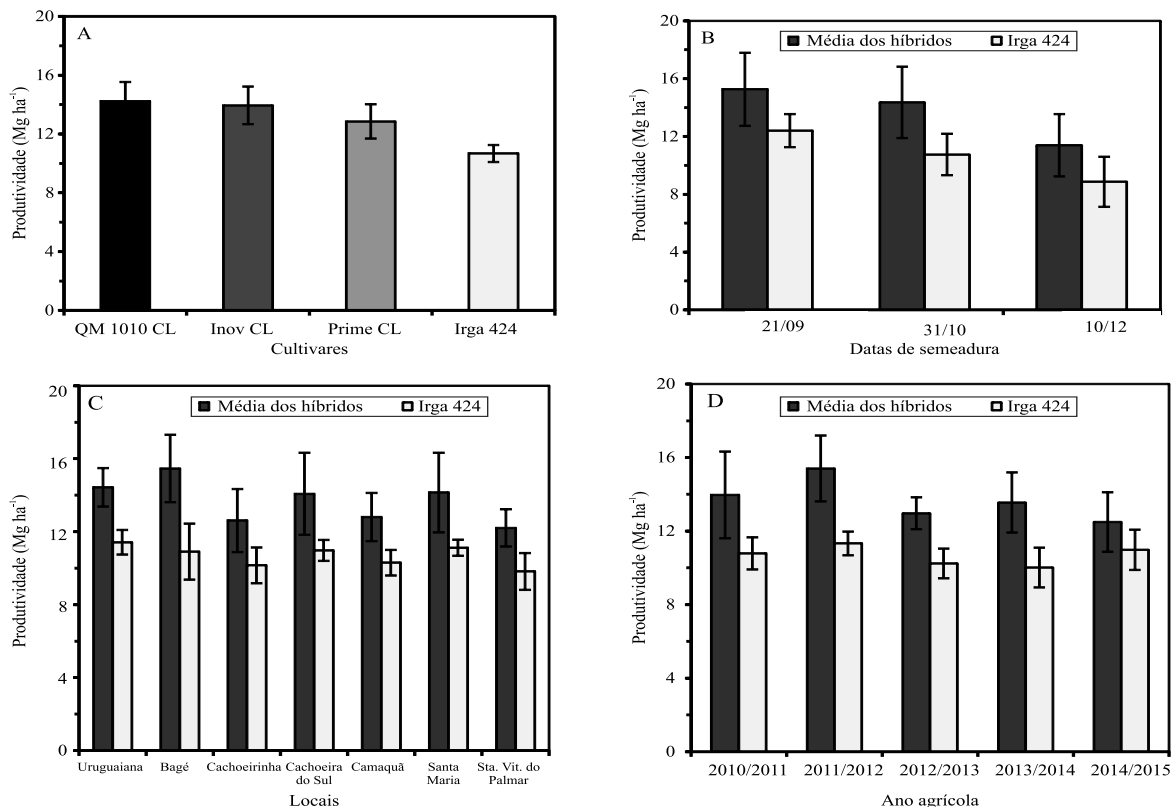 A
Produtividade (Mg ha⁻¹)
20
16
12
8
4
0
QM 1010 CL Inov CL Prime CL Irga 424
Cultivares
B
Média dos híbridos Irga 424
Produtividade (Mg ha⁻¹)
20
16
12
8
4
0
21/09 31/10 10/12
Datas de semeadura
C
Média dos híbridos Irga 424
Produtividade (Mg ha⁻¹)
20
16
12
8
4
0
Uruguaiana Bagé Cachoeirinha Cachoeira Camaquã Santa Sta. Vit. do
do Sul Maria Palmar
Locais
D
Média dos híbridos Irga 424
Produtividade (Mg ha⁻¹)
20
16
12
8
4
0
2010/2011 2011/2012 2012/2013 2013/2014 2014/2015
Ano agrícola